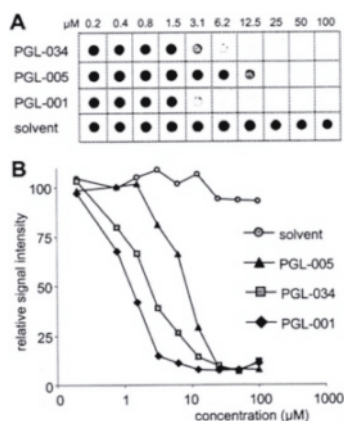 A
µM 0.2 0.4 0.8 1.5 3.1 6.2 12.5 25 50 100
PGL-034
PGL-005
PGL-001
solvent
B
relative signal intensity
100
75
50
25
0
solvent
PGL-005
PGL-034
PGL-001
1 10 100 1000
concentration (µM)